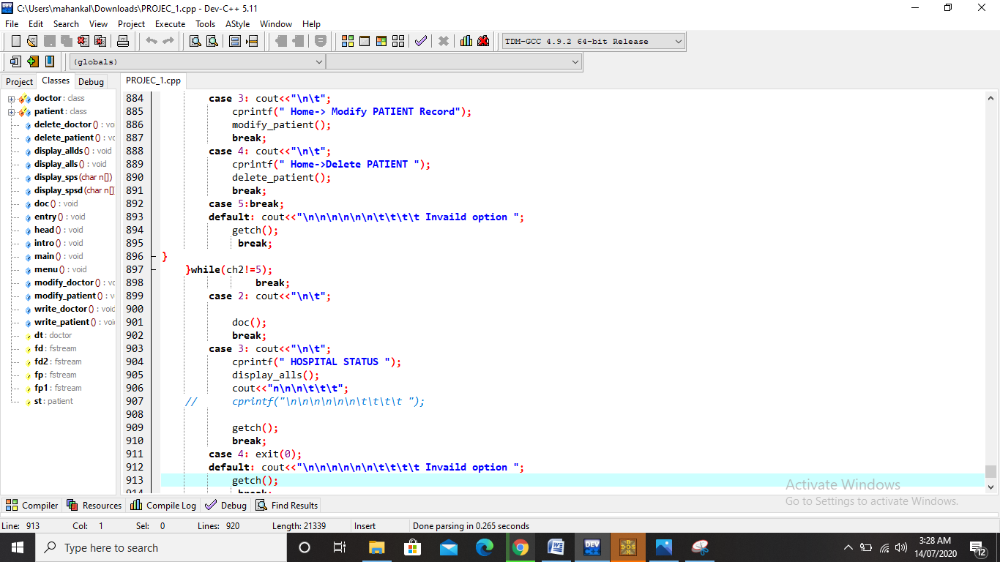 C:\Users\mahankal\Downloads\PROJEC_1.cpp - Dev-C++ 5.11
File Edit Search View Project Execute Tools AStyle Window Help
TDM-GCC 4.9.2 64-bit Release
(globals)
Project Classes Debug
PROJEC_1.cpp
doctor : class
patient : class
delete_doctor () : vo
delete_patient () : vo
display_allds () : void
display_alls () : void
display_sps (char n[])
display_spsd (char n[]
doc () : void
entry () : void
head () : void
intro () : void
main () : void
menu () : void
modify_doctor () : vo
modify_patient () : v
write_doctor () : void
write_patient () : voi
dt : doctor
fd : fstream
fd2 : fstream
fp : fstream
fp1 : fstream
st : patient
884 case 3: cout<<"\n\t";
885 cprintf(" Home-> Modify PATIENT Record");
886 modify_patient();
887 break;
888 case 4: cout<<"\n\t";
889 cprintf(" Home->Delete PATIENT ");
890 delete_patient();
891 break;
892 case 5:break;
893 default: cout<<"\n\n\n\n\n\n\t\t\t\t Invaild option ";
894 getch();
895 break;
896 }
897 }while(ch2!=5);
898 break;
899 case 2: cout<<"\n\t";
900
901 doc();
902 break;
903 case 3: cout<<"\n\t";
904 cprintf(" HOSPITAL STATUS ");
905 display_alls();
906 cout<<"n\n\n\t\t\t";
907 // cprintf("\n\n\n\n\n\n\t\t\t\t ");
908
909 getch();
910 break;
911 case 4: exit(0);
912 default: cout<<"\n\n\n\n\n\n\t\t\t\t Invaild option ";
913 getch();
914 break;
Activate Windows
Go to Settings to activate Windows.
Compiler Resources Compile Log Debug Find Results
Line: 913 Col: 1 Sel: 0 Lines: 920 Length: 21339 Insert Done parsing in 0.265 seconds
Type here to search
3:28 AM
14/07/2020
12